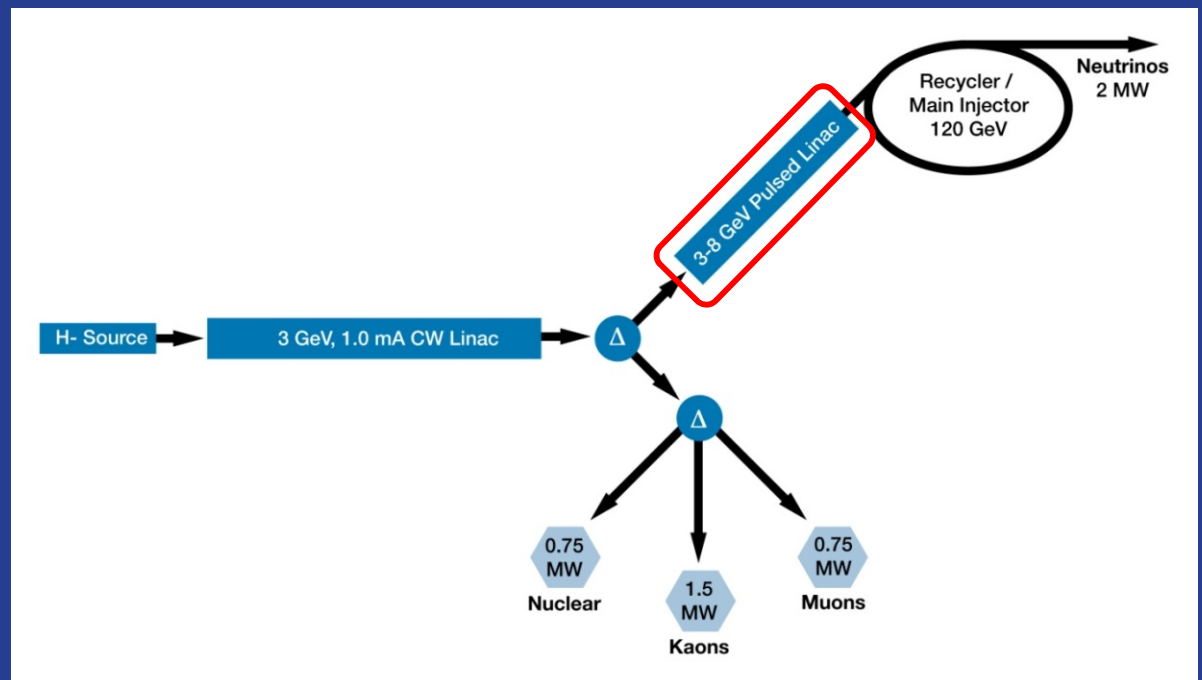 Recycler /
Main Injector
120 GeV
Neutrinos
2 MW
3-8 GeV Pulsed Linac
H- Source
3 GeV, 1.0 mA CW Linac
Δ
Δ
0.75
MW
Nuclear
1.5
MW
Kaons
0.75
MW
Muons